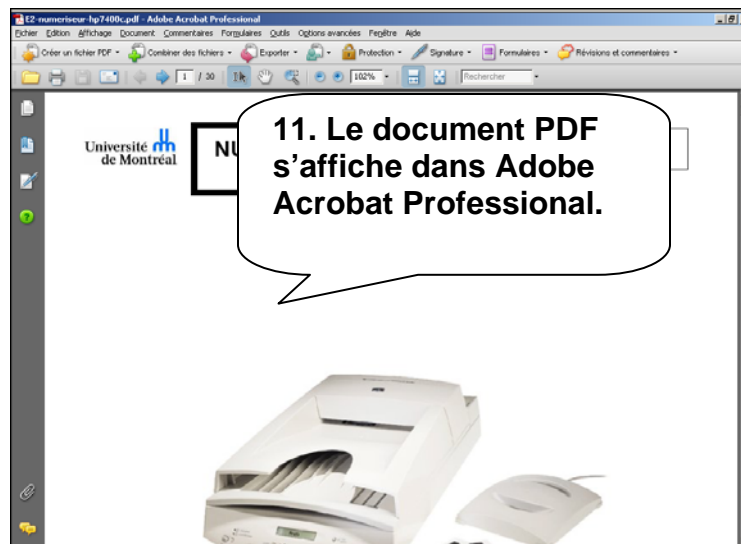 E2-numeriseur-hp7400c.pdf - Adobe Acrobat Professional
Fichier Edition Affichage Document Commentaires Formulaires Outils Options avancées Fenêtre Aide
Créer un fichier PDF Combiner des fichiers Exporter Protection Signature Formulaires Révisions et commentaires
1 / 30 102% Rechercher
Université
de Montréal
NU
11. Le document PDF
s’affiche dans Adobe
Acrobat Professional.